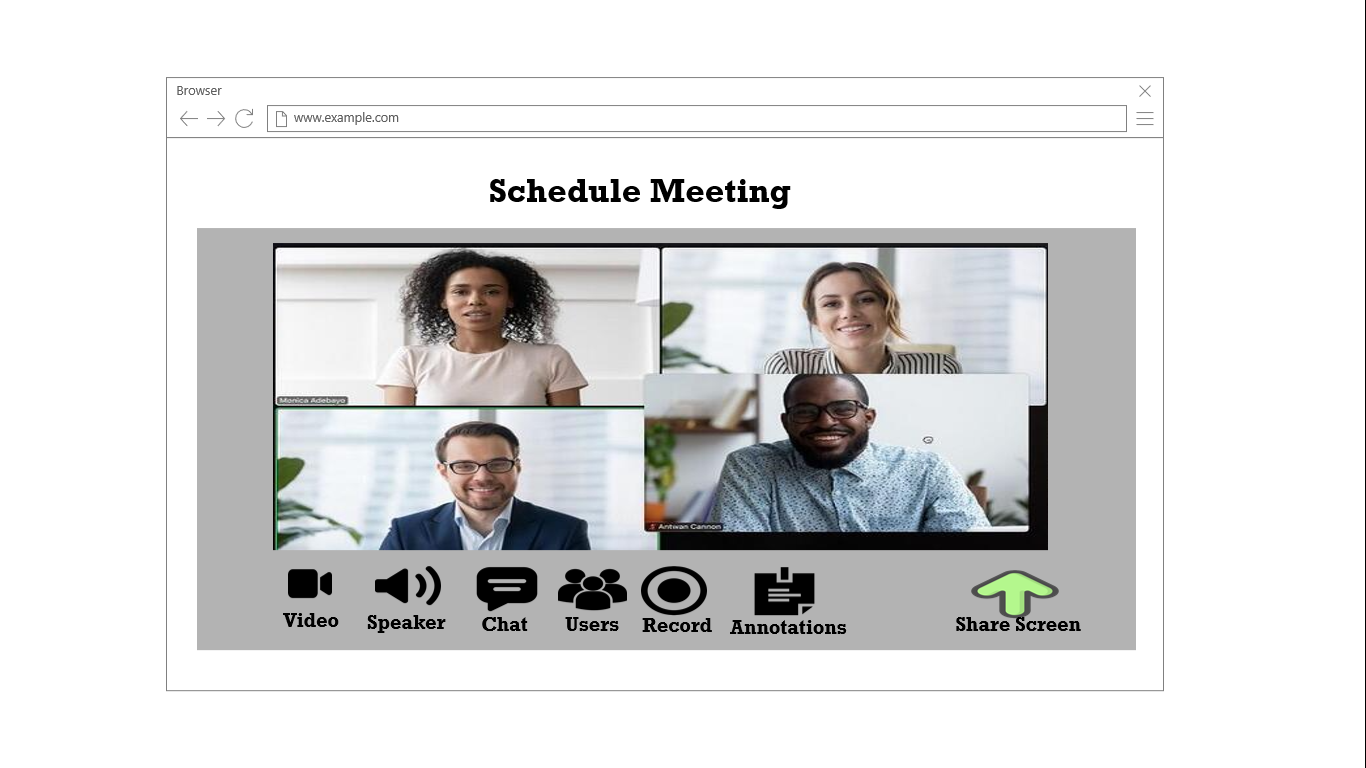 Browser
www.example.com
Schedule Meeting
Monica Adebayo
Antwan Cannon
Video
Speaker
Chat
Users
Record
Annotations
Share Screen